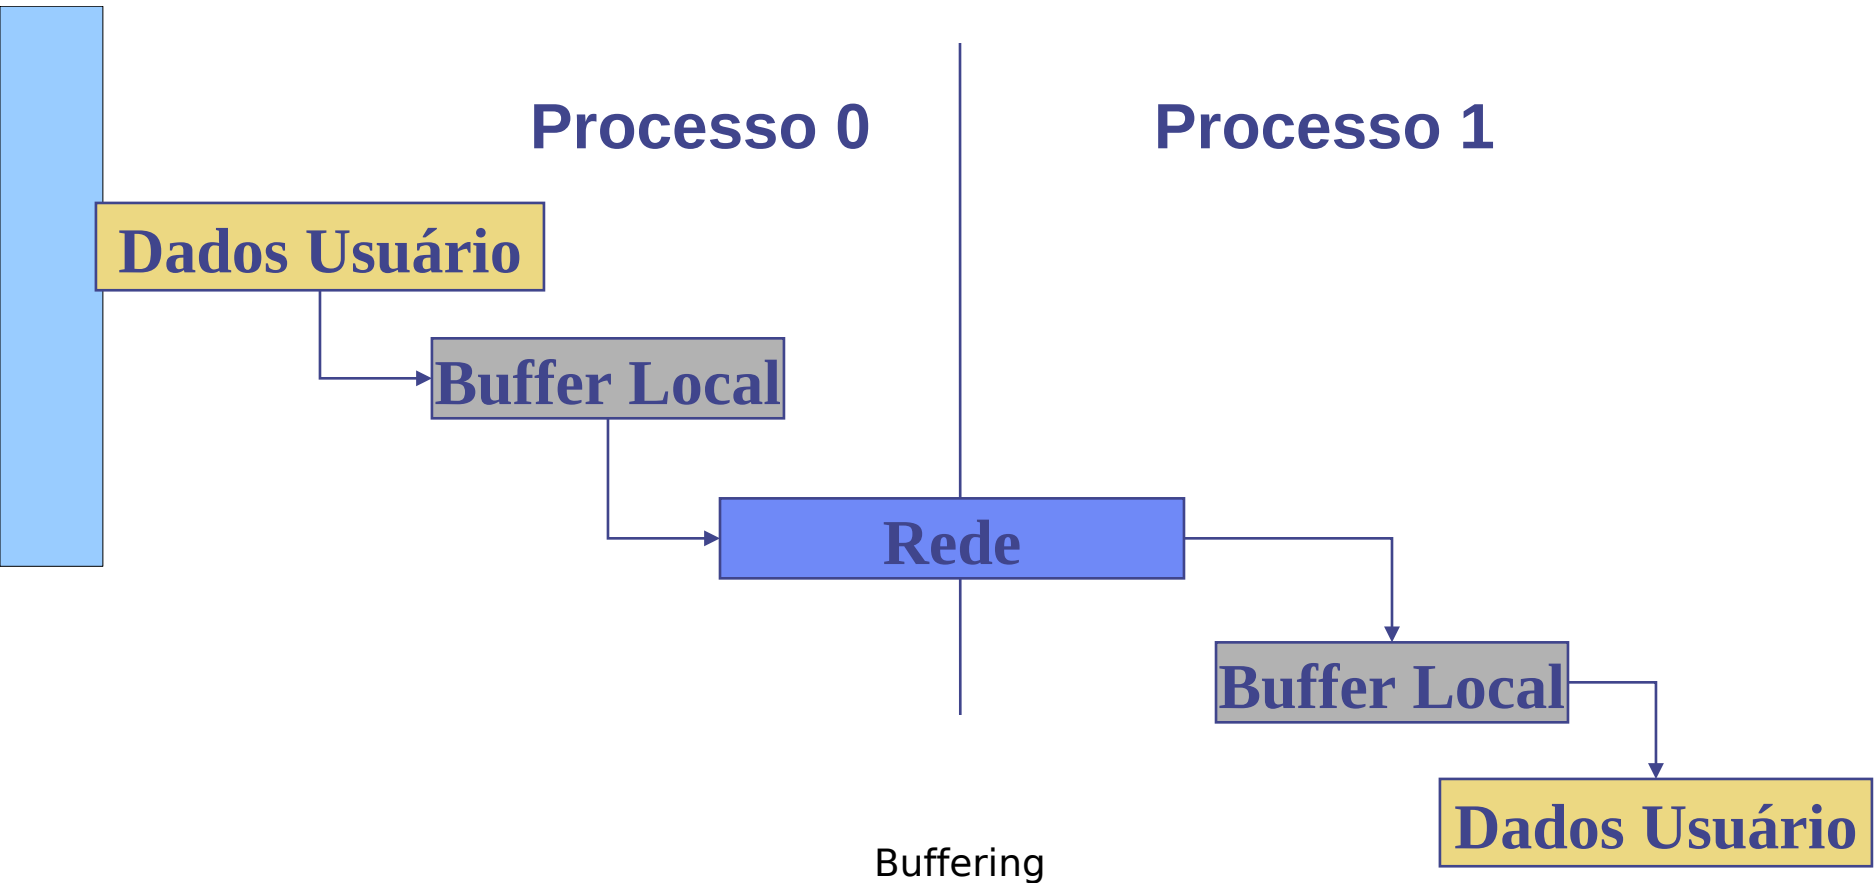 Processo 0
Processo 1
Dados Usuário
Buffer Local
Rede
Buffer Local
Dados Usuário
Buffering